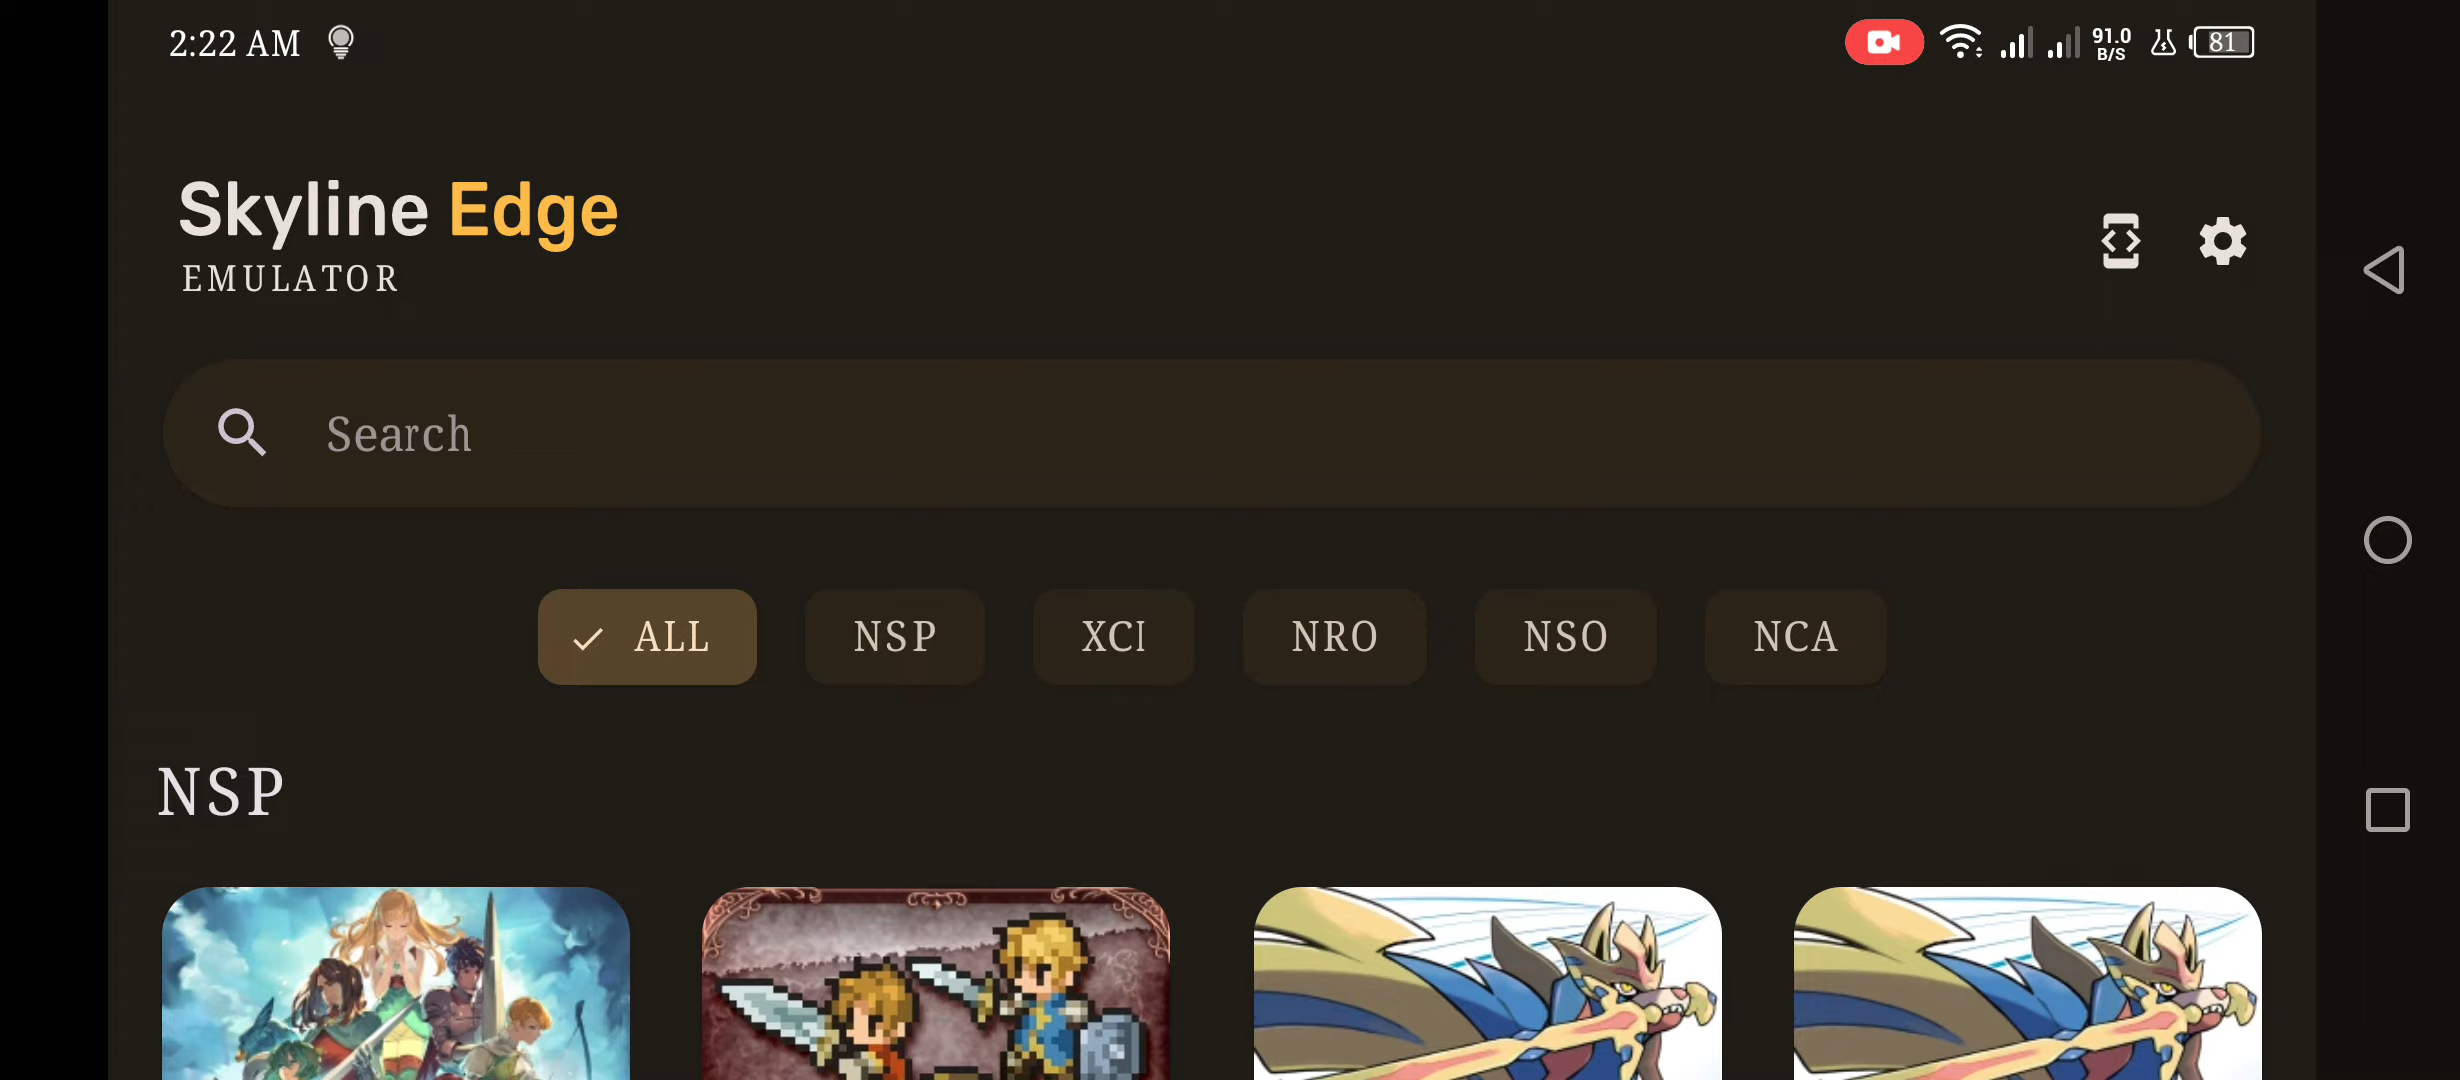 2:22 AM
91.0
B/S
81
Skyline Edge
EMULATOR
Search
ALL
NSP
XCI
NRO
NSO
NCA
NSP